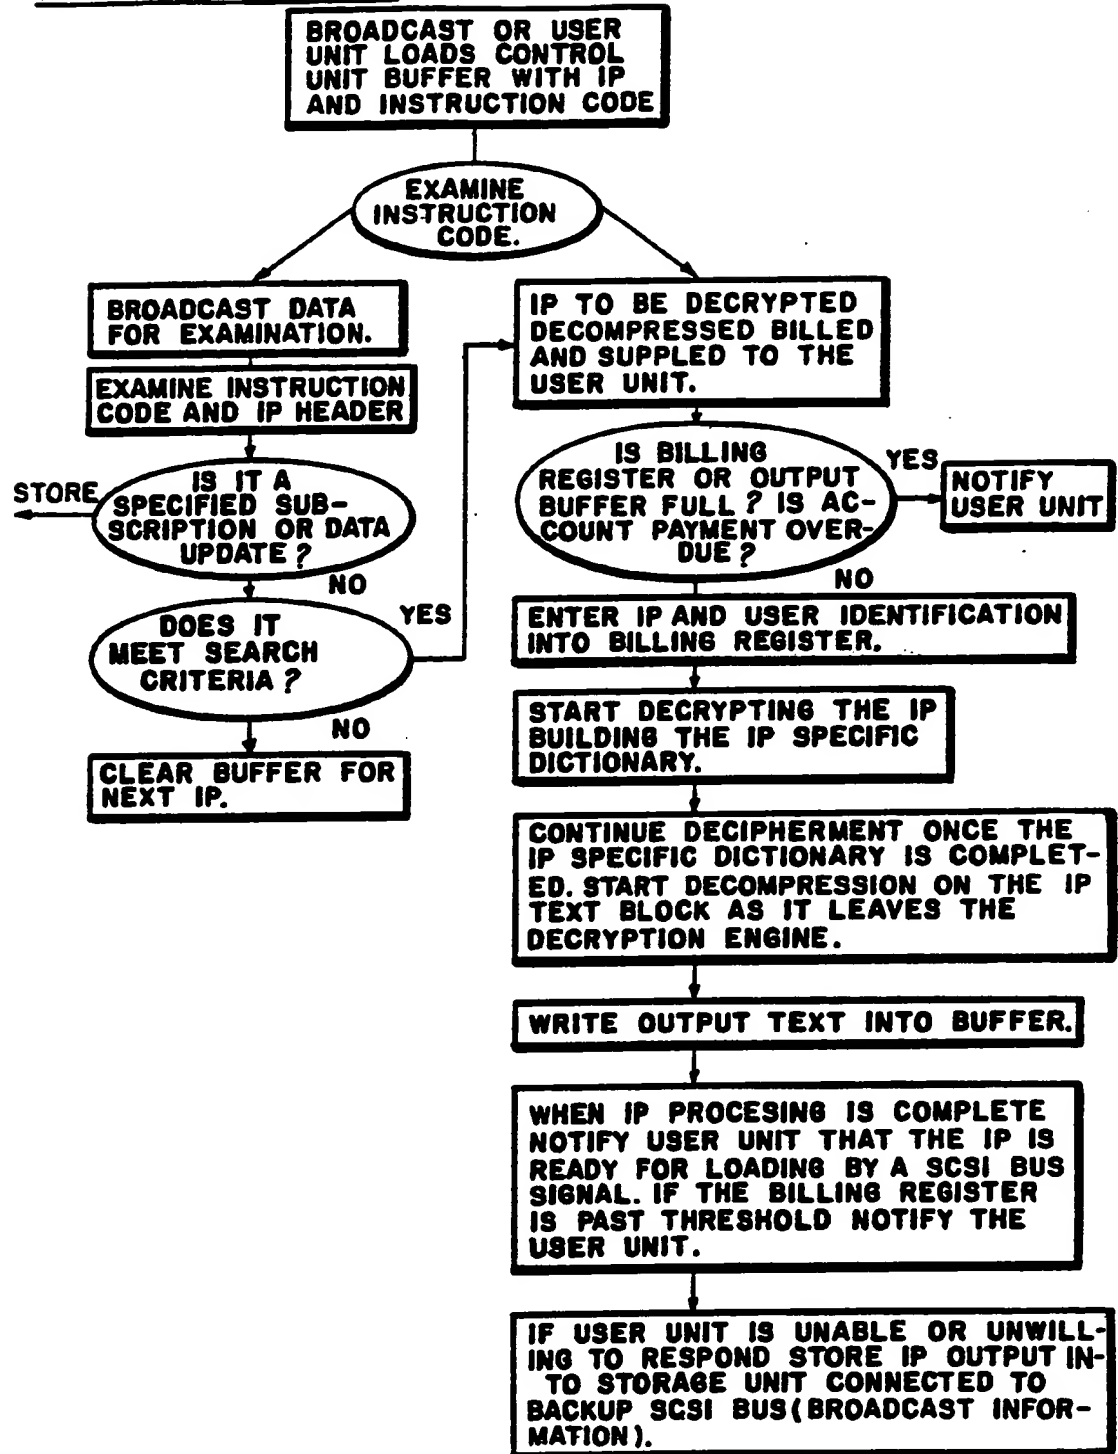 BROADCAST OR USER
UNIT LOADS CONTROL
UNIT BUFFER WITH IP
AND INSTRUCTION CODE
EXAMINE
INSTRUCTION
CODE.
BROADCAST DATA
FOR EXAMINATION.
EXAMINE INSTRUCTION
CODE AND IP HEADER
STORE
IS IT A
SPECIFIED SUB-
SCRIPTION OR DATA
UPDATE?
NO
DOES IT
MEET SEARCH
CRITERIA?
YES
NO
CLEAR BUFFER FOR
NEXT IP.
IP TO BE DECRYPTED
DECOMPRESSED BILLED
AND SUPPLED TO THE
USER UNIT.
IS BILLING
REGISTER OR OUTPUT
BUFFER FULL? IS AC-
COUNT PAYMENT OVER-
DUE?
YES
NOTIFY
USER UNIT
NO
ENTER IP AND USER IDENTIFICATION
INTO BILLING REGISTER.
START DECRYPTING THE IP
BUILDING THE IP SPECIFIC
DICTIONARY.
CONTINUE DECIPHERMENT ONCE THE
IP SPECIFIC DICTIONARY IS COMPLET-
ED. START DECOMPRESSION ON THE IP
TEXT BLOCK AS IT LEAVES THE
DECRYPTION ENGINE.
WRITE OUTPUT TEXT INTO BUFFER.
WHEN IP PROCESING IS COMPLETE
NOTIFY USER UNIT THAT THE IP IS
READY FOR LOADING BY A SCSI BUS
SIGNAL. IF THE BILLING REGISTER
IS PAST THRESHOLD NOTIFY THE
USER UNIT.
IF USER UNIT IS UNABLE OR UNWILL-
ING TO RESPOND STORE IP OUTPUT IN-
TO STORAGE UNIT CONNECTED TO
BACKUP SCSI BUS (BROADCAST INFOR-
MATION).